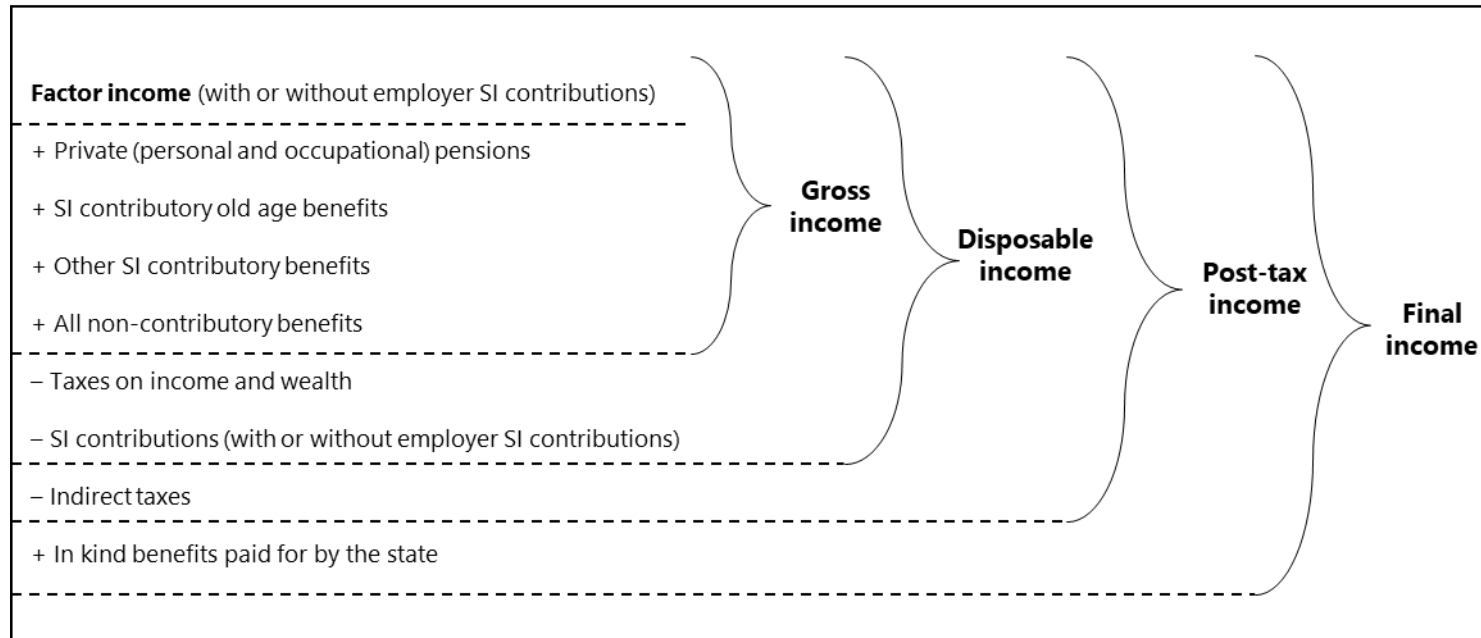 Factor income (with or without employer SI contributions)
+ Private (personal and occupational) pensions
+ SI contributory old age benefits
+ Other SI contributory benefits
+ All non-contributory benefits
Gross
income
– Taxes on income and wealth
– SI contributions (with or without employer SI contributions)
Disposable
income
– Indirect taxes
Post-tax
income
+ In kind benefits paid for by the state
Final
income